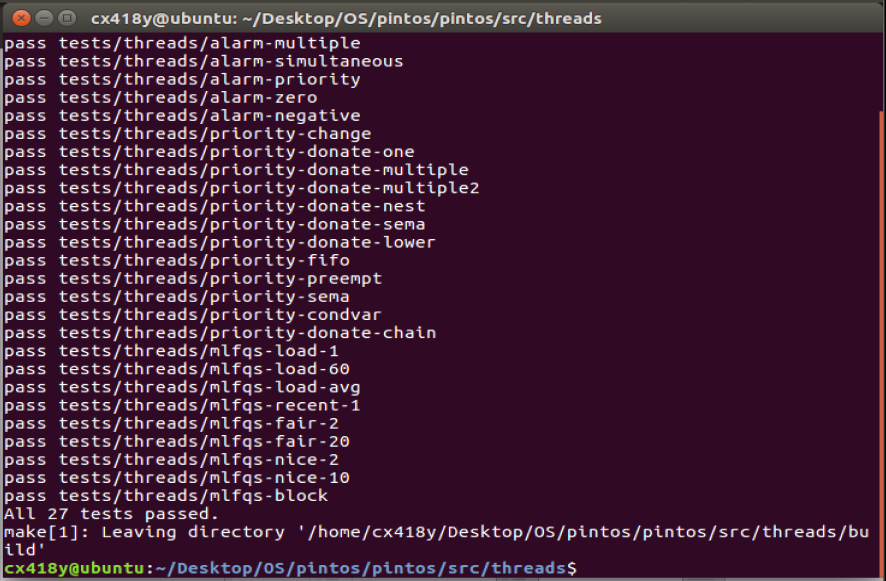 cx418y@ubuntu: ~/Desktop/OS/pintos/pintos/src/threads
pass tests/threads/alarm-multiple
pass tests/threads/alarm-simultaneous
pass tests/threads/alarm-priority
pass tests/threads/alarm-zero
pass tests/threads/alarm-negative
pass tests/threads/priority-change
pass tests/threads/priority-donate-one
pass tests/threads/priority-donate-multiple
pass tests/threads/priority-donate-multiple2
pass tests/threads/priority-donate-nest
pass tests/threads/priority-donate-sema
pass tests/threads/priority-donate-lower
pass tests/threads/priority-fifo
pass tests/threads/priority-preempt
pass tests/threads/priority-sema
pass tests/threads/priority-condvar
pass tests/threads/priority-donate-chain
pass tests/threads/mlfqs-load-1
pass tests/threads/mlfqs-load-60
pass tests/threads/mlfqs-load-avg
pass tests/threads/mlfqs-recent-1
pass tests/threads/mlfqs-fair-2
pass tests/threads/mlfqs-fair-20
pass tests/threads/mlfqs-nice-2
pass tests/threads/mlfqs-nice-10
pass tests/threads/mlfqs-block
All 27 tests passed.
make[1]: Leaving directory '/home/cx418y/Desktop/OS/pintos/pintos/src/threads/bu
ild'
cx418y@ubuntu:~/Desktop/OS/pintos/pintos/src/threads$